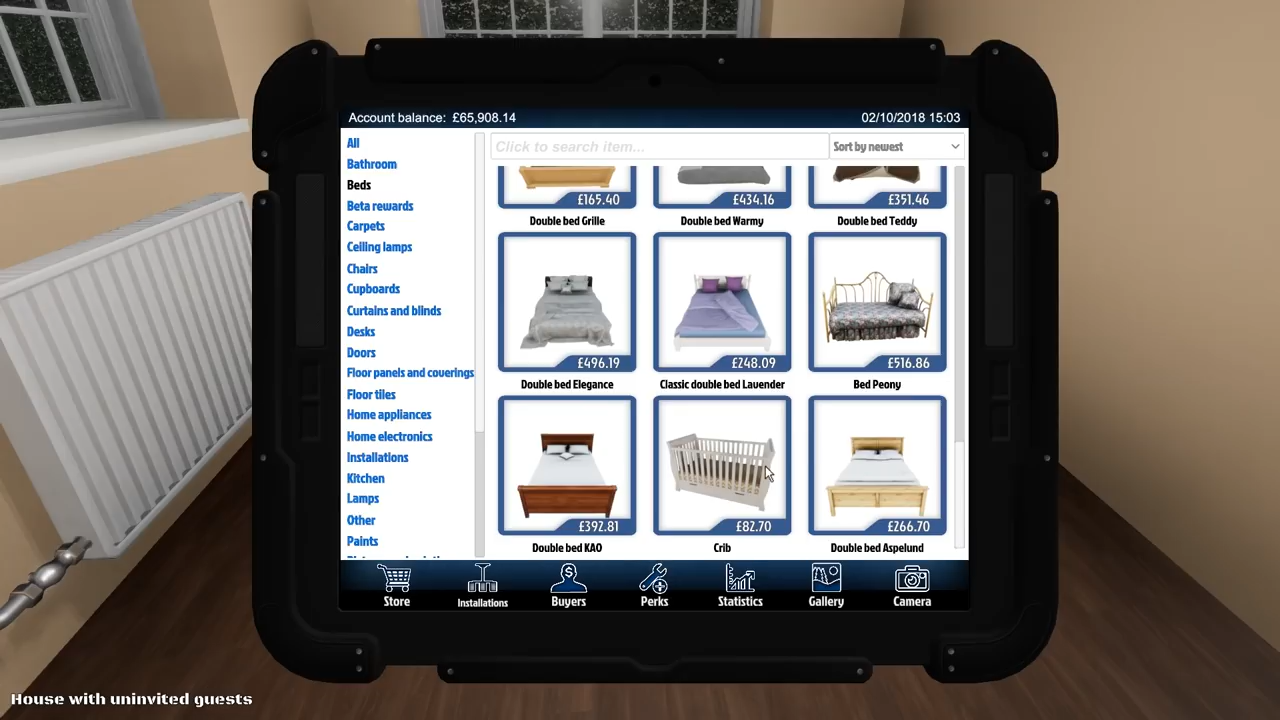 Account balance: £65,908.14
02/10/2018 15:03
All
Bathroom
Beds
Beta rewards
Carpets
Ceiling lamps
Chairs
Cupboards
Curtains and blinds
Desks
Doors
Floor panels and coverings
Floor tiles
Home appliances
Home electronics
Installations
Kitchen
Lamps
Other
Paints
Click to search item...
Sort by newest
£165.40
£434.16
£351.46
Double bed Grille
Double bed Warmy
Double bed Teddy
£496.19
£248.09
£516.86
Double bed Elegance
Classic double bed Lavender
Bed Peony
£392.81
£82.70
£266.70
Double bed KAO
Crib
Double bed Aspelund
Store
Installations
Buyers
Perks
Statistics
Gallery
Camera
House with uninvited guests